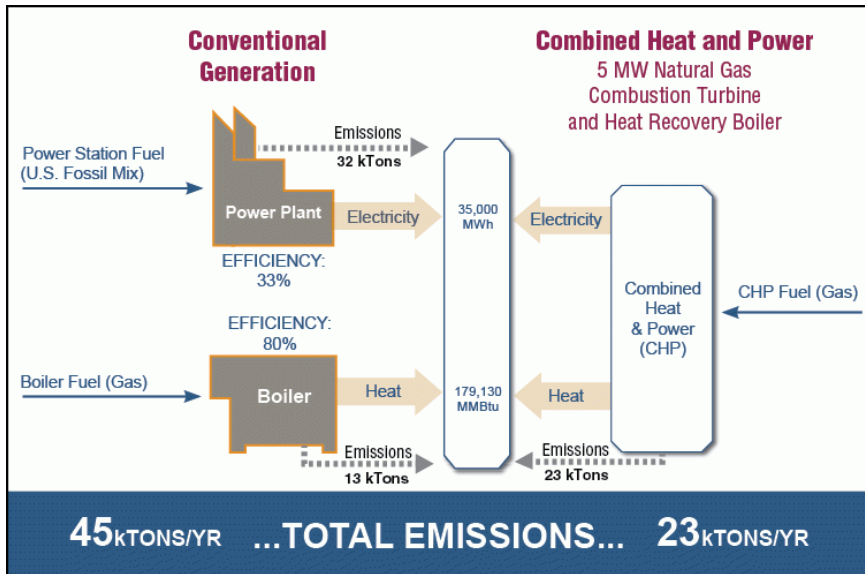 Conventional
Generation
Combined Heat and Power
5 MW Natural Gas
Combustion Turbine
and Heat Recovery Boiler
Power Station Fuel
(U.S. Fossil Mix)
Emissions
32 kTons
Power Plant
Electricity
35,000
MWh
Electricity
EFFICIENCY:
33%
Combined
Heat
& Power
(CHP)
CHP Fuel (Gas)
EFFICIENCY:
80%
Boiler Fuel (Gas)
Boiler
Heat
179,130
MMBtu
Heat
Emissions
13 kTons
Emissions
23 kTons
45kTONS/YR ...TOTAL EMISSIONS... 23kTONS/YR